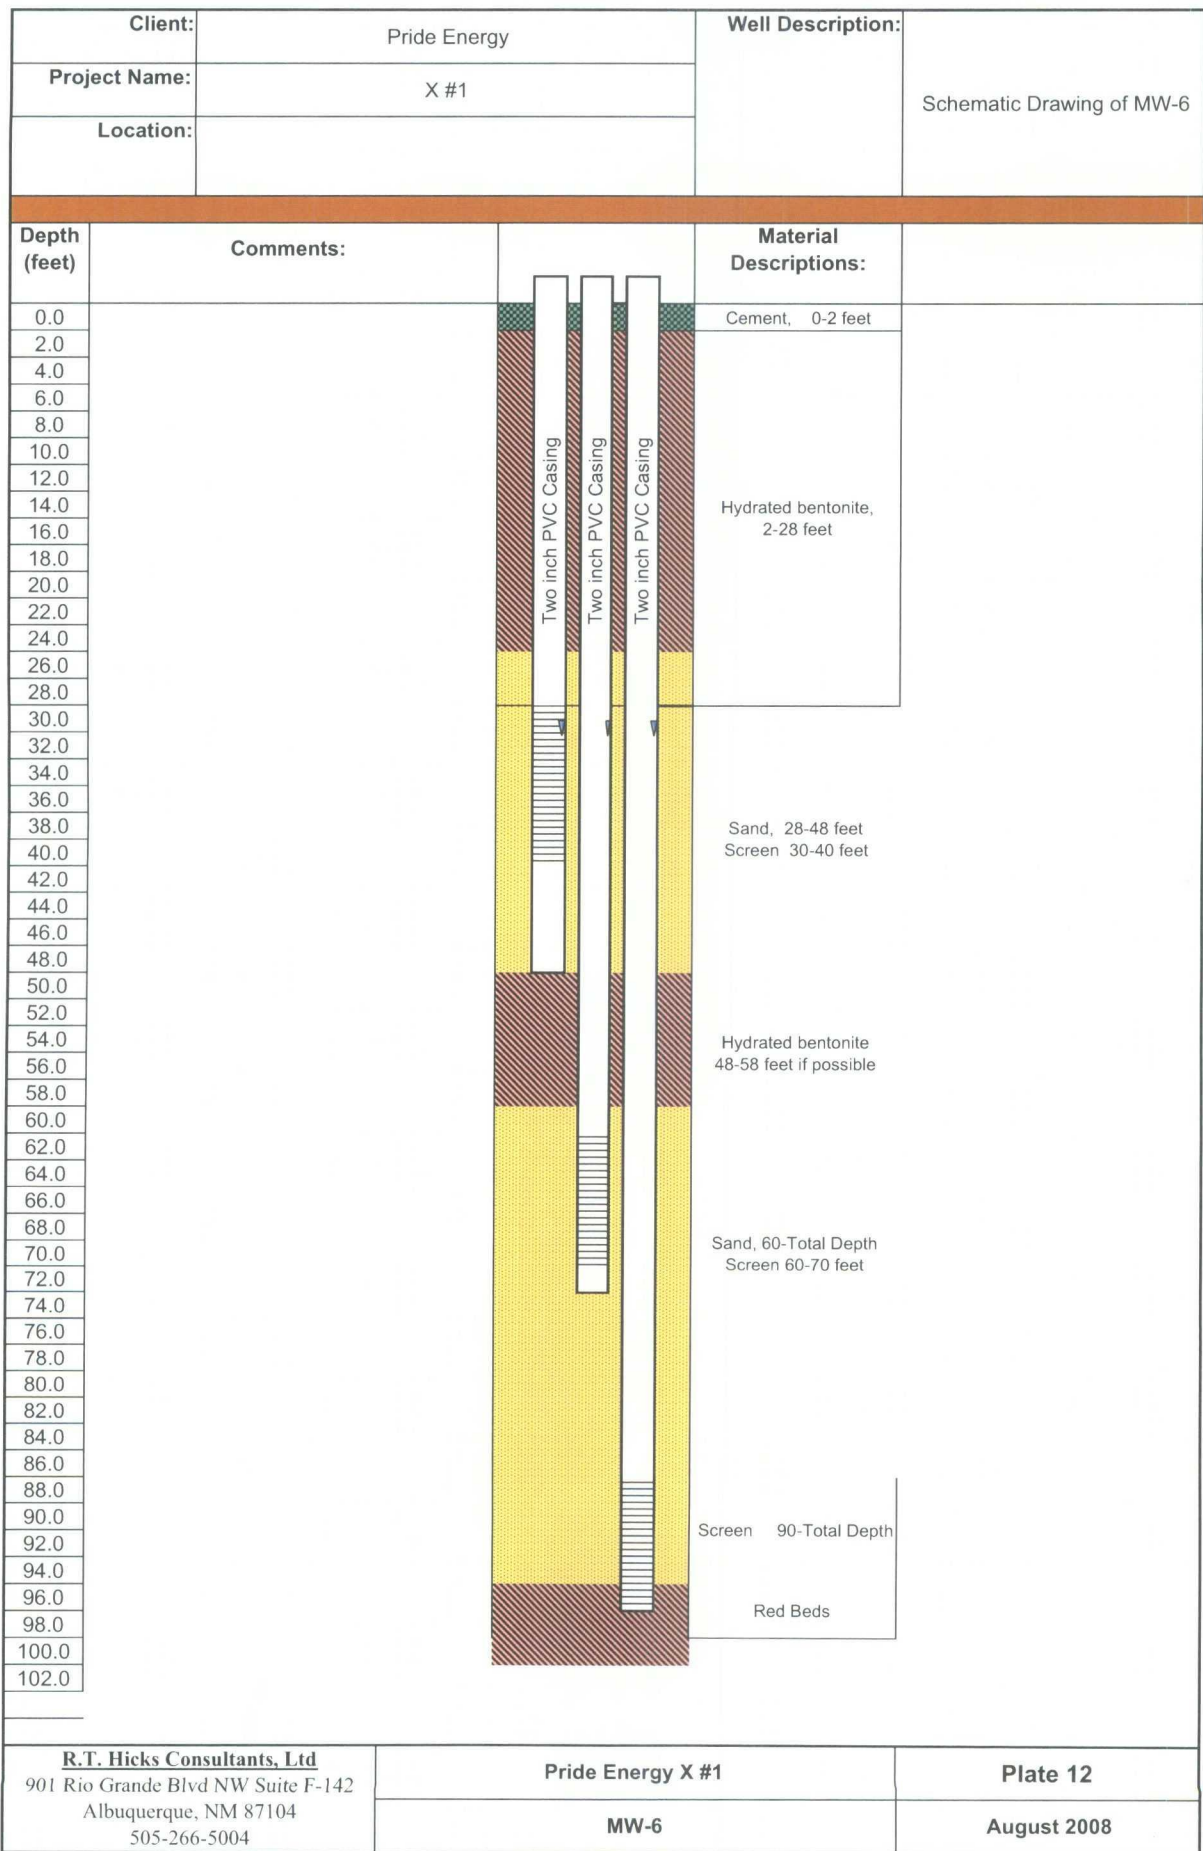 Client:
Pride Energy
Well Description:
Schematic Drawing of MW-6
Project Name:
X #1
Location:
Depth
(feet)
Comments:
Material
Descriptions:
0.0
2.0
4.0
6.0
8.0
10.0
12.0
14.0
16.0
18.0
20.0
22.0
24.0
26.0
28.0
30.0
32.0
34.0
36.0
38.0
40.0
42.0
44.0
46.0
48.0
50.0
52.0
54.0
56.0
58.0
60.0
62.0
64.0
66.0
68.0
70.0
72.0
74.0
76.0
78.0
80.0
82.0
84.0
86.0
88.0
90.0
92.0
94.0
96.0
98.0
100.0
102.0
Two inch PVC Casing
Two inch PVC Casing
Two inch PVC Casing
Cement, 0-2 feet
Hydrated bentonite,
2-28 feet
Sand, 28-48 feet
Screen 30-40 feet
Hydrated bentonite
48-58 feet if possible
Sand, 60-Total Depth
Screen 60-70 feet
Screen 90-Total Depth
Red Beds
R.T. Hicks Consultants, Ltd
901 Rio Grande Blvd NW Suite F-142
Albuquerque, NM 87104
505-266-5004
Pride Energy X #1
MW-6
Plate 12
August 2008